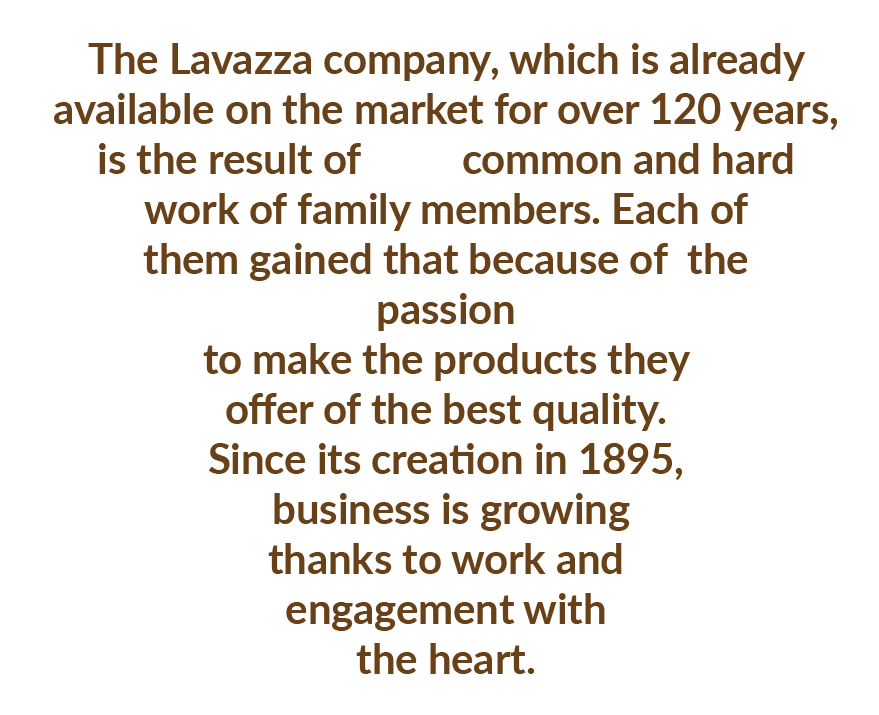 The Lavazza company, which is already
available on the market for over 120 years,
is the result of common and hard
work of family members. Each of
them gained that because of the
passion
to make the products they
offer of the best quality.
Since its creation in 1895,
business is growing
thanks to work and
engagement with
the heart.